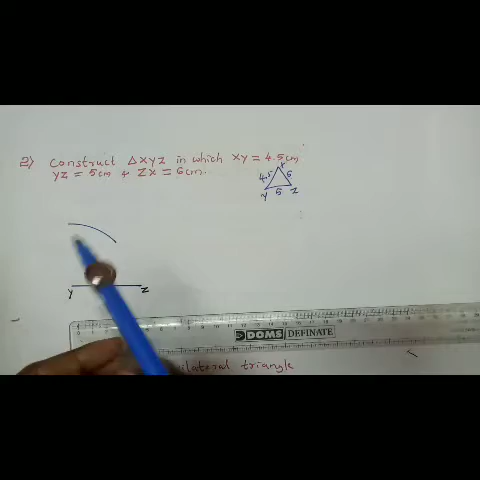 2) Construct ΔXYZ in which XY = 4.5cm
YZ = 5cm + ZX = 6cm.
X
4.5 6
Y 5 Z
Y Z
DOMS DEFINATE
ilateral triangle